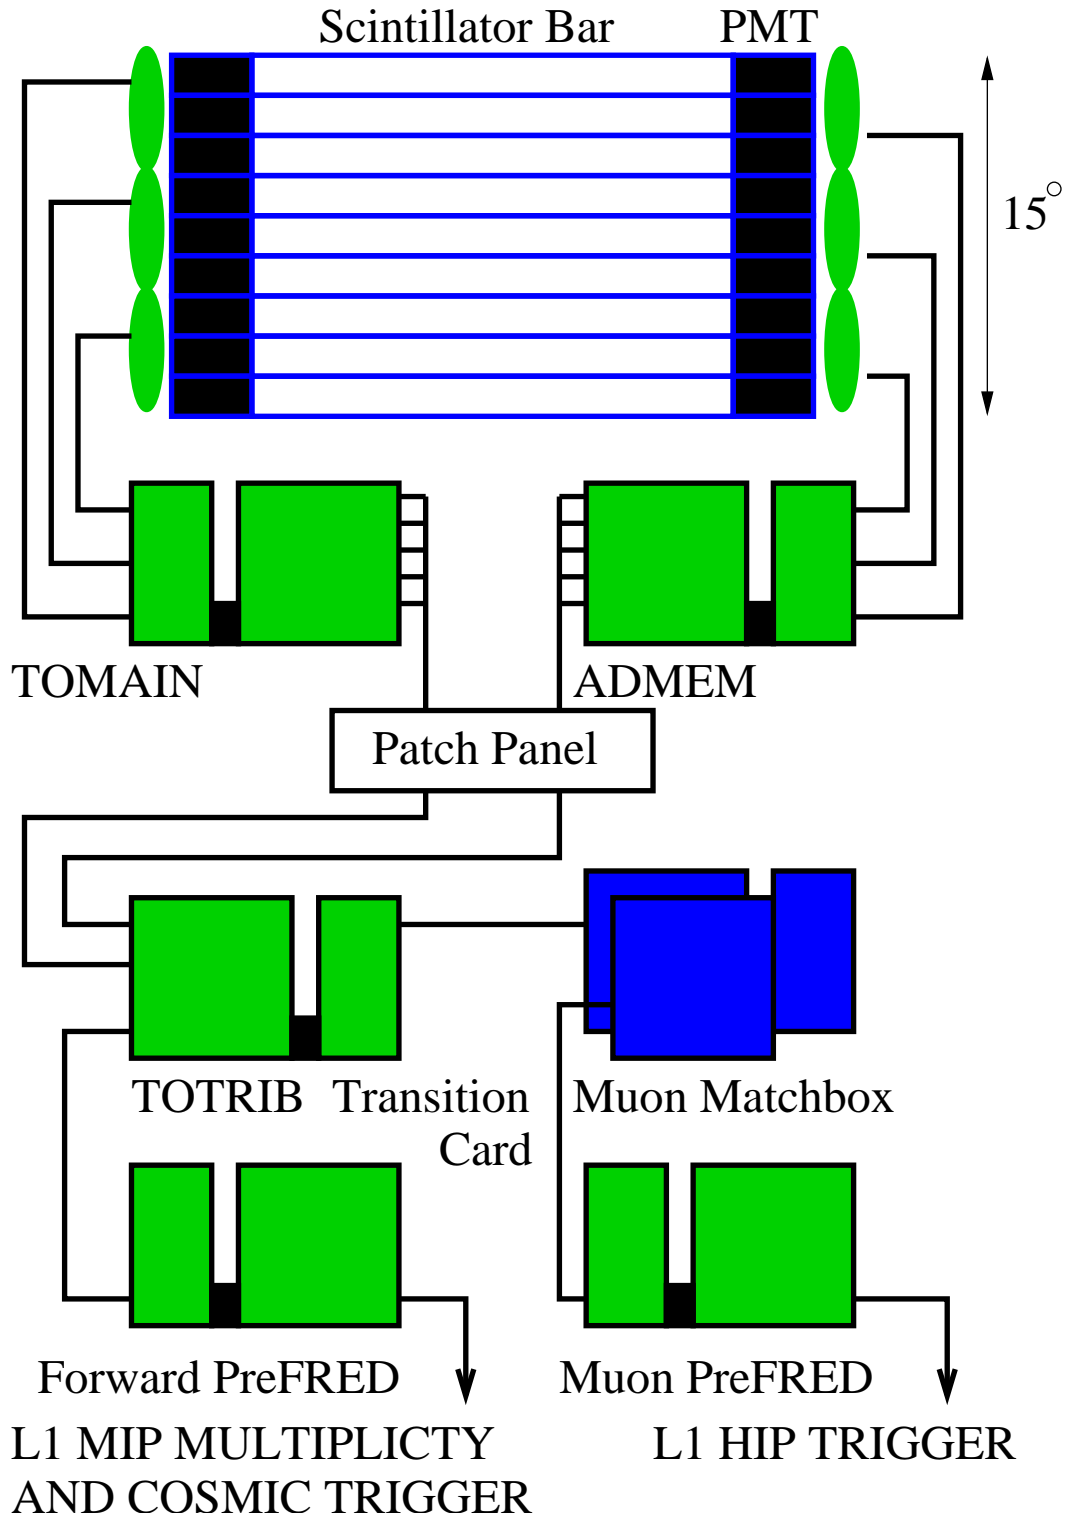 Scintillator Bar PMT
15°
TOMAIN ADMEM
Patch Panel
TOTRIB Transition Card Muon Matchbox
Forward PreFRED Muon PreFRED
L1 MIP MULTIPLICTY L1 HIP TRIGGER
AND COSMIC TRIGGER